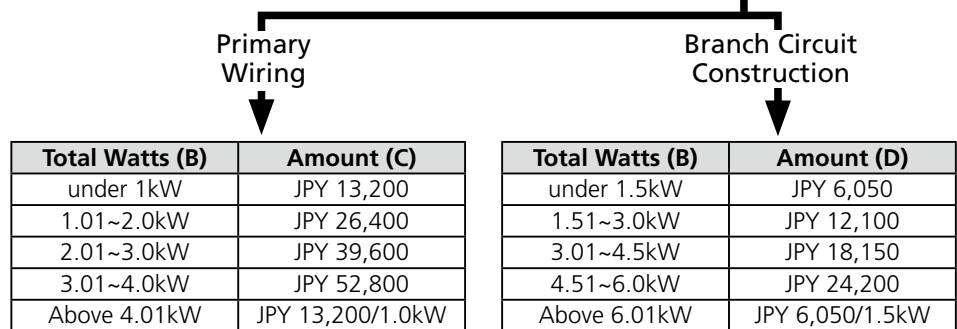 Primary
Wiring
Branch Circuit
Construction
Total Watts (B) Amount (C)
under 1kW JPY 13,200
1.01~2.0kW JPY 26,400
2.01~3.0kW JPY 39,600
3.01~4.0kW JPY 52,800
Above 4.01kW JPY 13,200/1.0kW
Total Watts (B) Amount (D)
under 1.5kW JPY 6,050
1.51~3.0kW JPY 12,100
3.01~4.5kW JPY 18,150
4.51~6.0kW JPY 24,200
Above 6.01kW JPY 6,050/1.5kW